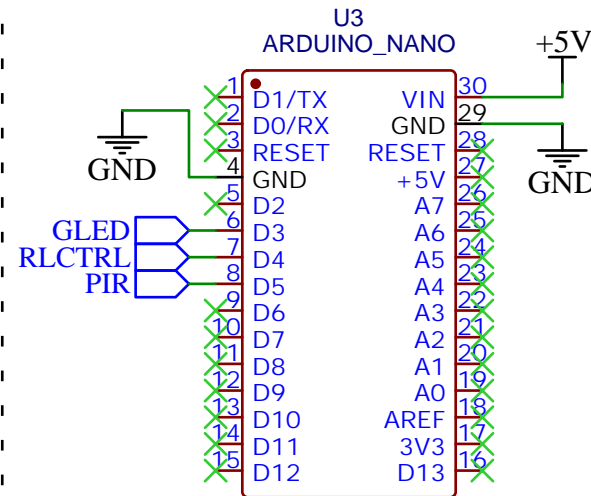 U3
ARDUINO_NANO
+5V
1 D1/TX VIN 30
2 D0/RX GND 29
3 RESET RESET 28
4 GND +5V 27
5 D2 A7 26
6 D3 A6 25
7 D4 A5 24
8 D5 A4 23
9 D6 A3 22
10 D7 A2 21
11 D8 A1 20
12 D9 A0 19
13 D10 AREF 18
14 D11 3V3 17
15 D12 D13 16
GND
GND
GLED
RLCTRL
PIR